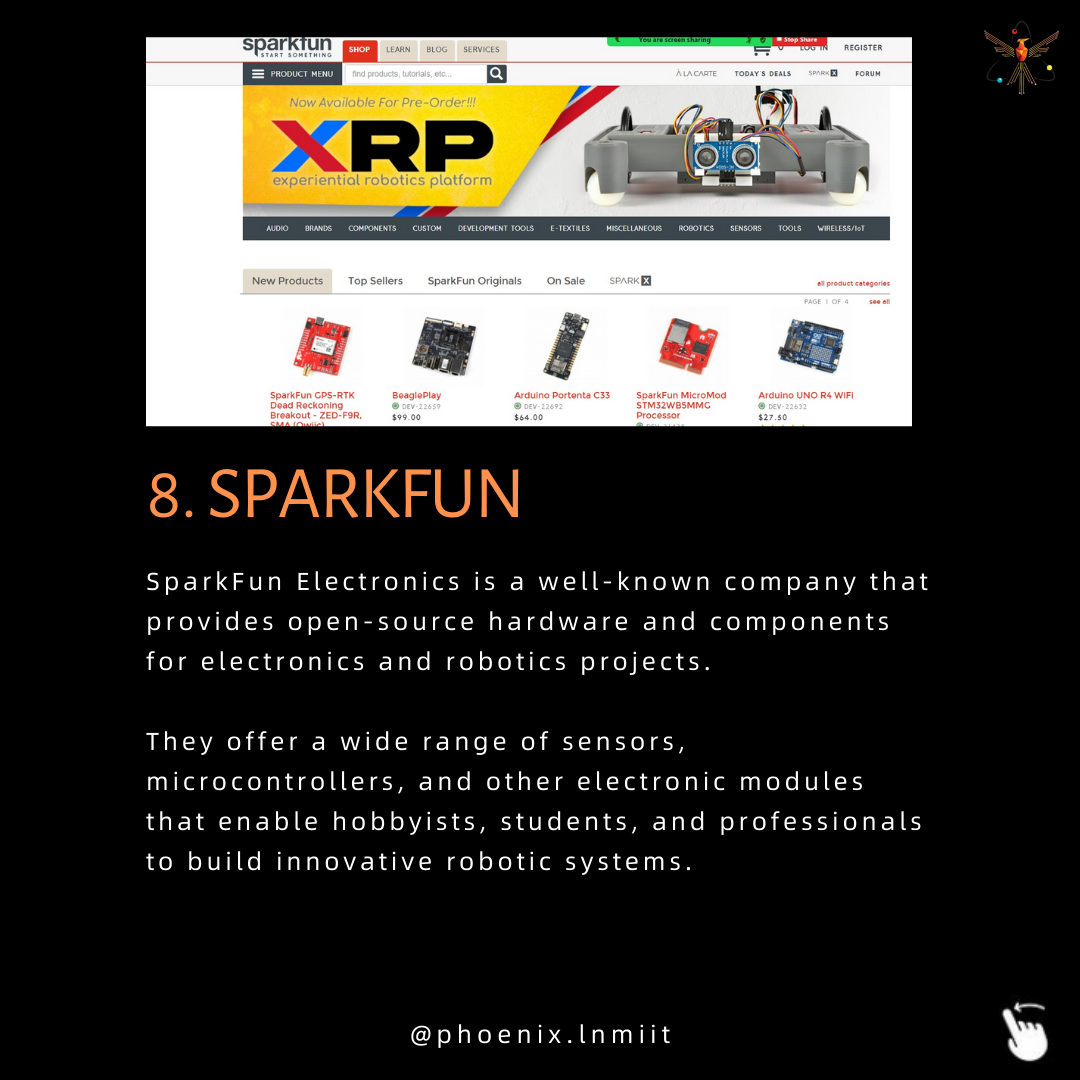 sparkfun
START SOMETHING
SHOP LEARN BLOG SERVICES
You are screen sharing Stop Share
0 LOG IN REGISTER
PRODUCT MENU find products, tutorials, etc... À LA CARTE TODAY'S DEALS SPARK X FORUM
Now Available For Pre-Order!!!
XRP
experiential robotics platform
AUDIO BRANDS COMPONENTS CUSTOM DEVELOPMENT TOOLS E-TEXTILES MISCELLANEOUS ROBOTICS SENSORS TOOLS WIRELESS/IoT
New Products Top Sellers SparkFun Originals On Sale SPARK X all product categories
PAGE 1 OF 4 see all
SparkFun GPS-RTK BeaglePlay Arduino Portenta C33 SparkFun MicroMod Arduino UNO R4 WiFi
Dead Reckoning DEV-22659 DEV-22692 STM32WB5MMG DEV-22632
Breakout - ZED-F9R, $99.00 $64.00 Processor $27.50
SMA (Qwiic)
8. SPARKFUN
SparkFun Electronics is a well-known company that
provides open-source hardware and components
for electronics and robotics projects.
They offer a wide range of sensors,
microcontrollers, and other electronic modules
that enable hobbyists, students, and professionals
to build innovative robotic systems.
@phoenix.lnmiit